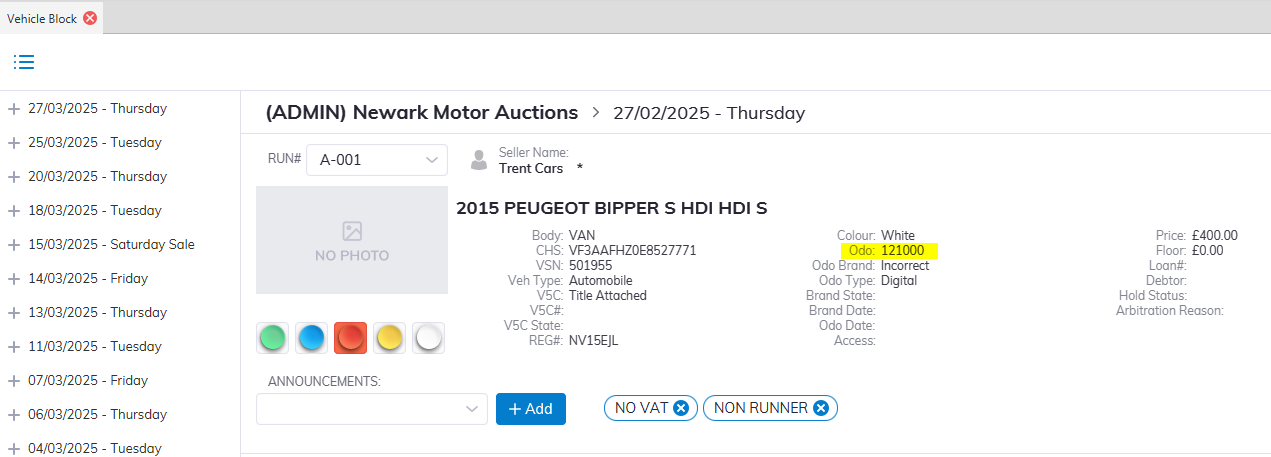 Vehicle Block
27/03/2025 - Thursday
25/03/2025 - Tuesday
20/03/2025 - Thursday
18/03/2025 - Tuesday
15/03/2025 - Saturday Sale
14/03/2025 - Friday
13/03/2025 - Thursday
11/03/2025 - Tuesday
07/03/2025 - Friday
06/03/2025 - Thursday
04/03/2025 - Tuesday
(ADMIN) Newark Motor Auctions > 27/02/2025 - Thursday
RUN# A-001
Seller Name:
Trent Cars *
NO PHOTO
2015 PEUGEOT BIPPER S HDI HDI S
Body: VAN
CHS: VF3AAFHZ0E8527771
VSN: 501955
Veh Type: Automobile
V5C: Title Attached
V5C#:
V5C State:
REG#: NV15EJL
Colour: White
Odo: 121000
Odo Brand: Incorrect
Odo Type: Digital
Brand State:
Brand Date:
Odo Date:
Access:
Price: £400.00
Floor: £0.00
Loan#:
Debtor:
Hold Status:
Arbitration Reason:
ANNOUNCEMENTS:
+ Add
NO VAT
NON RUNNER